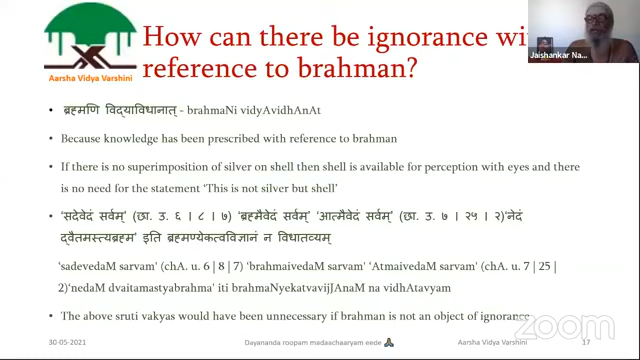 How can there be ignorance wi
reference to brahman?
Jaishankar Na...
Aarsha Vidya Varshini
• ब्रह्मणि विद्याविधानात् - brahmaNi vidyAvidhAnAt
• Because knowledge has been prescribed with reference to brahman
• If there is no superimposition of silver on shell then shell is available for perception with eyes and there
is no need for the statement 'This is not silver but shell'
• 'सदेवेदं सर्वम्' (छा. उ. ६ । ८ । ७) 'ब्रह्मैवेदं सर्वम्' 'आत्मैवेदं सर्वम्' (छा. उ. ७ । २५ । २)'नेदं
द्वैतमस्त्यब्रह्म' इति ब्रह्मण्येकत्वविज्ञानं न विधातव्यम्
'sadevedaM sarvam' (chA. u. 6 | 8 | 7) 'brahmaivedaM sarvam' 'AtmaivedaM sarvam' (chA. u. 7 | 25 |
2)'nedaM dvaitamastyabrahma' iti brahmaNyekatvavijJAnaM na vidhAtavyam
• The above sruti vakyas would have been unnecessary if brahman is not an object of ignorance
zoom
30-05-2021
Dayananda roopam madaachaaryam eede 🙏
Aarsha Vidya Varshini
17